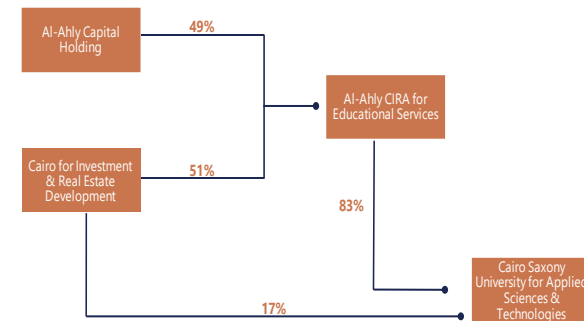 Al-Ahly Capital
Holding
49%
Al-Ahly CIRA for
Educational Services
Cairo for Investment
& Real Estate
Development
51%
83%
17%
Cairo Saxony
University for Applied
Sciences &
Technologies